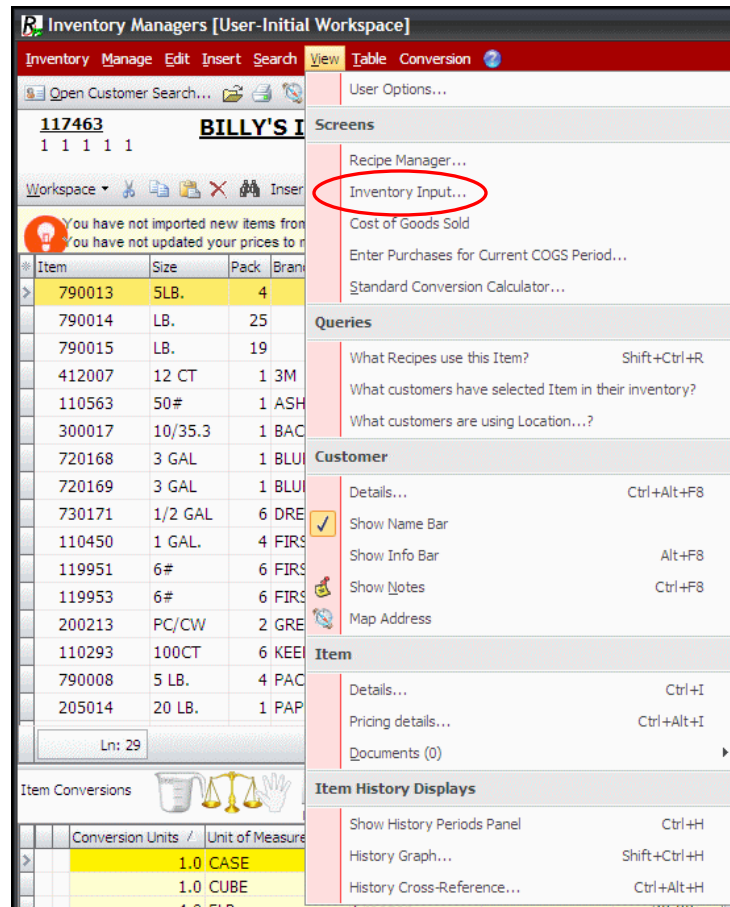 Inventory Managers [User-Initial Workspace]
Inventory Manage Edit Insert Search View Table Conversion
Open Customer Search...
117463 BILLY'S I
1 1 1 1 1
Workspace Inser
You have not imported new items fron
You have not updated your prices to r
Item Size Pack Bran
790013 5LB. 4
790014 LB. 25
790015 LB. 19
412007 12 CT 1 3M
110563 50# 1 ASH
300017 10/35.3 1 BAC
720168 3 GAL 1 BLU
720169 3 GAL 1 BLU
730171 1/2 GAL 6 DRE
110450 1 GAL. 4 FIRS
119951 6# 6 FIRS
119953 6# 6 FIRS
200213 PC/CW 2 GRE
110293 100CT 6 KEE
790008 5 LB. 4 PAC
205014 20 LB. 1 PAP
Ln: 29
Item Conversions
Conversion Units / Unit of Measure
1.0 CASE
1.0 CUBE
User Options...
Screens
Recipe Manager...
Inventory Input...
Cost of Goods Sold
Enter Purchases for Current COGS Period...
Standard Conversion Calculator...
Queries
What Recipes use this Item? Shift+Ctrl+R
What customers have selected Item in their inventory?
What customers are using Location...?
Customer
Details... Ctrl+Alt+F8
Show Name Bar
Show Info Bar Alt+F8
Show Notes Ctrl+F8
Map Address
Item
Details... Ctrl+I
Pricing details... Ctrl+Alt+I
Documents (0)
Item History Displays
Show History Periods Panel Ctrl+H
History Graph... Shift+Ctrl+H
History Cross-Reference... Ctrl+Alt+H